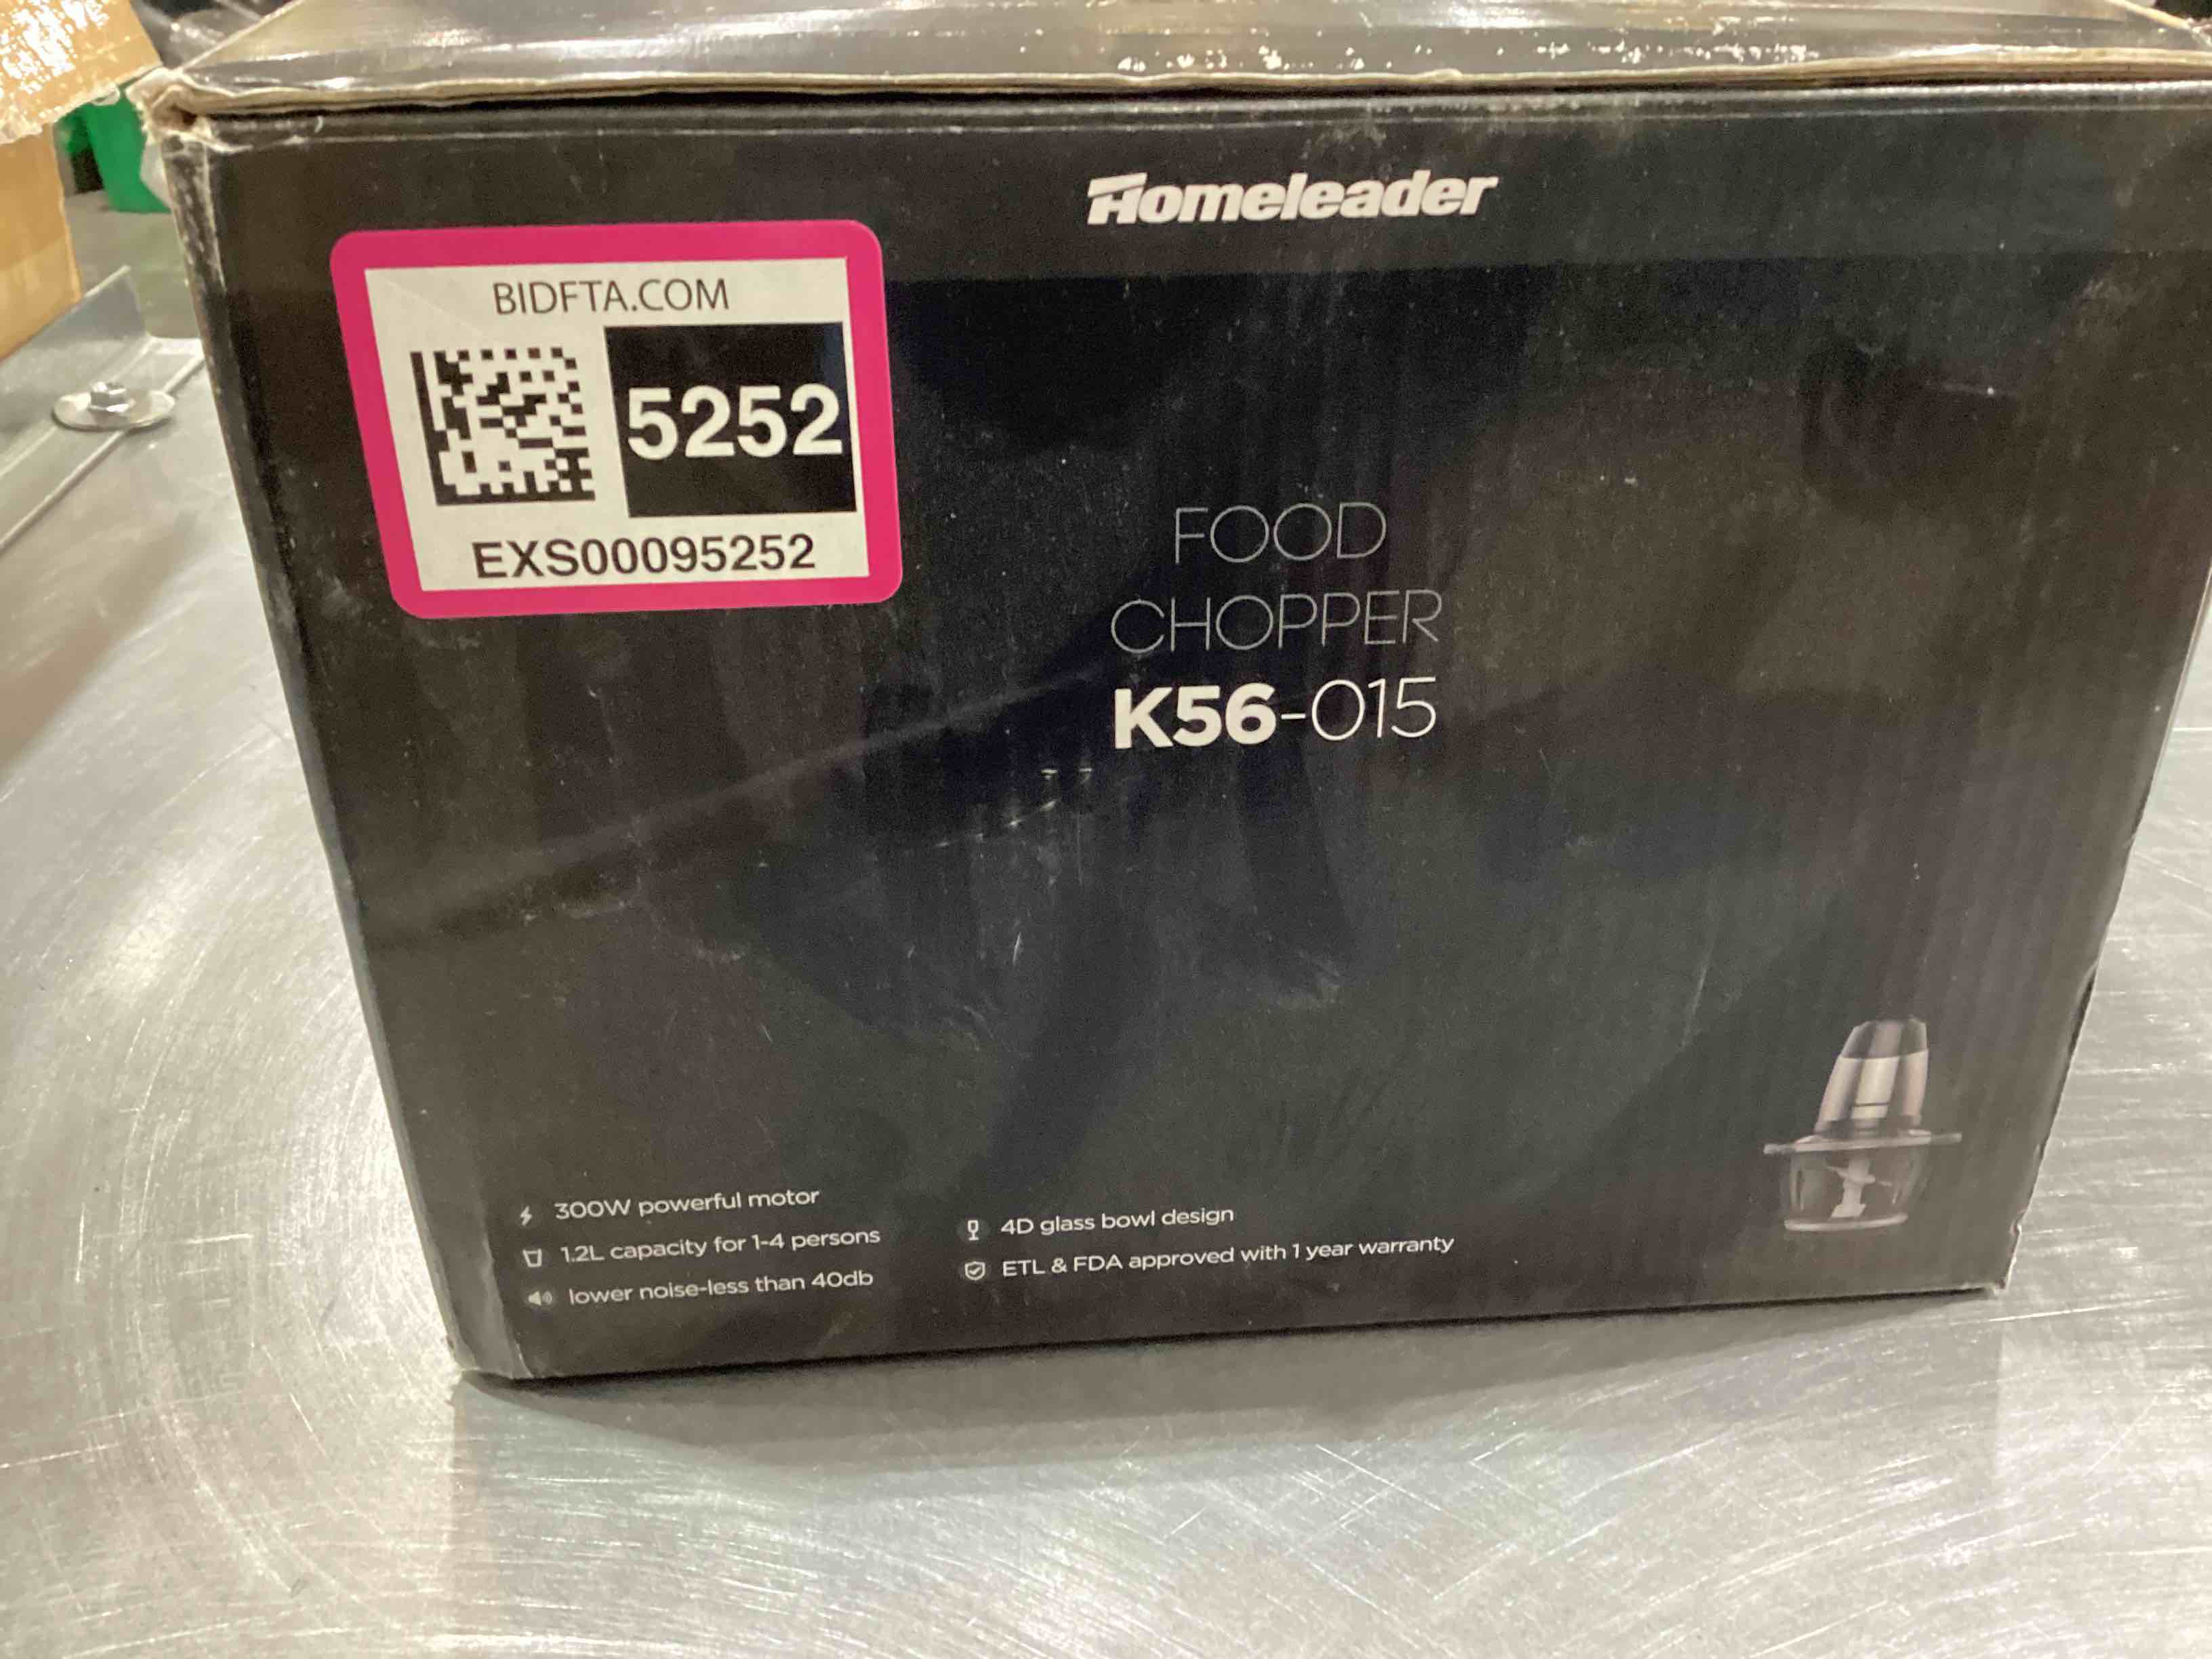 Homeleader
BIDFTA.COM
5252
EXS00095252
FOOD
CHOPPER
K56-015
300W powerful motor
1.2L capacity for 1-4 persons
lower noise-less than 40db
4D glass bowl design
ETL & FDA approved with 1 year warranty